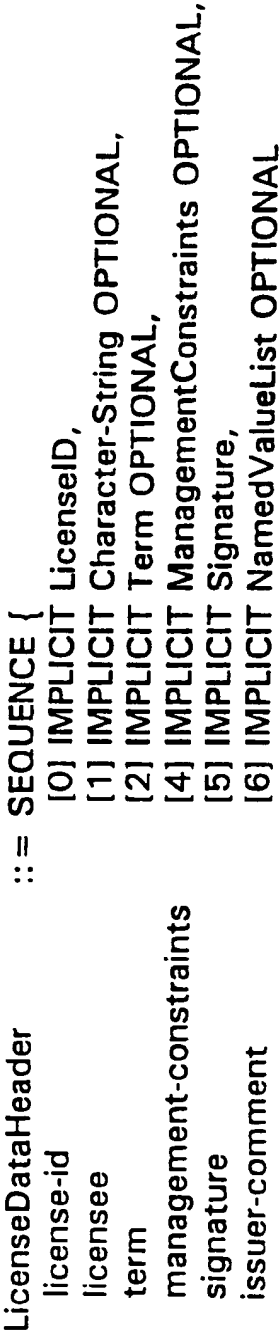 LicenseDataHeader ::= SEQUENCE {
license-id [0] IMPLICIT LicenseID,
licensee [1] IMPLICIT Character-String OPTIONAL,
term [2] IMPLICIT Term OPTIONAL,
management-constraints [4] IMPLICIT ManagementConstraints OPTIONAL,
signature [5] IMPLICIT Signature,
issuer-comment [6] IMPLICIT NamedValueList OPTIONAL